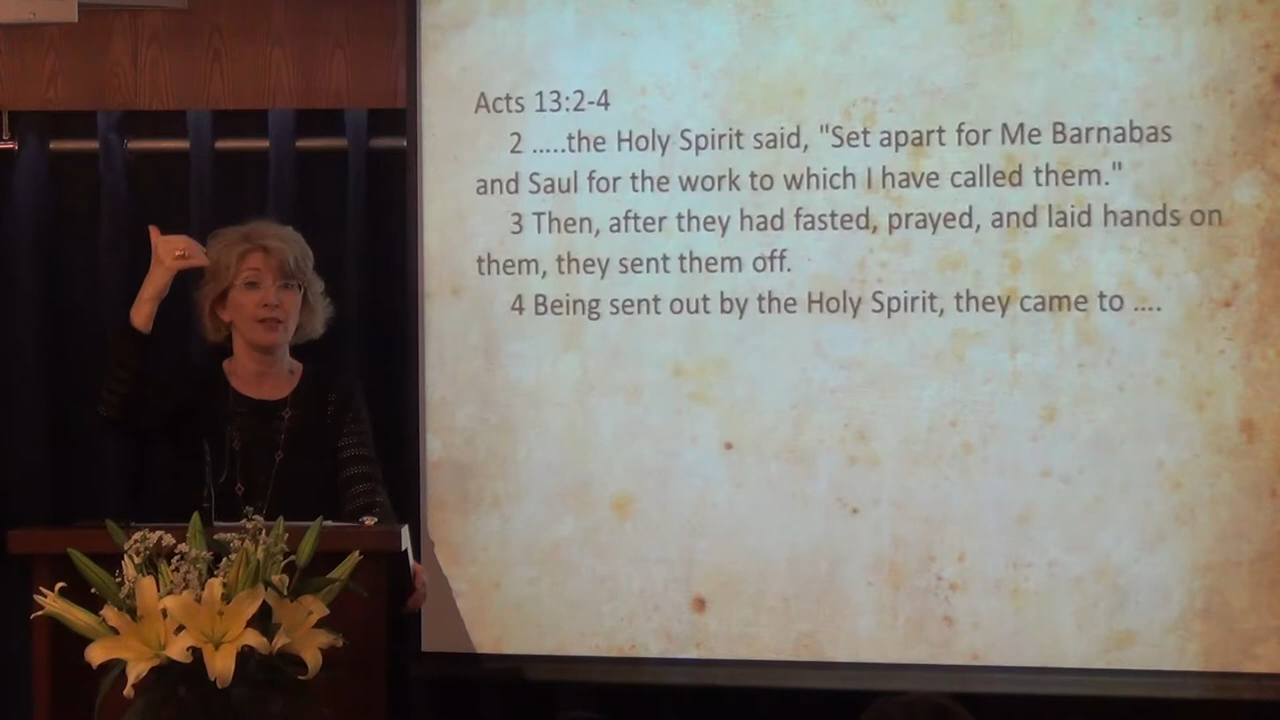 Acts 13:2-4
2 .....the Holy Spirit said, "Set apart for Me Barnabas
and Saul for the work to which I have called them."
3 Then, after they had fasted, prayed, and laid hands on
them, they sent them off.
4 Being sent out by the Holy Spirit, they came to ....